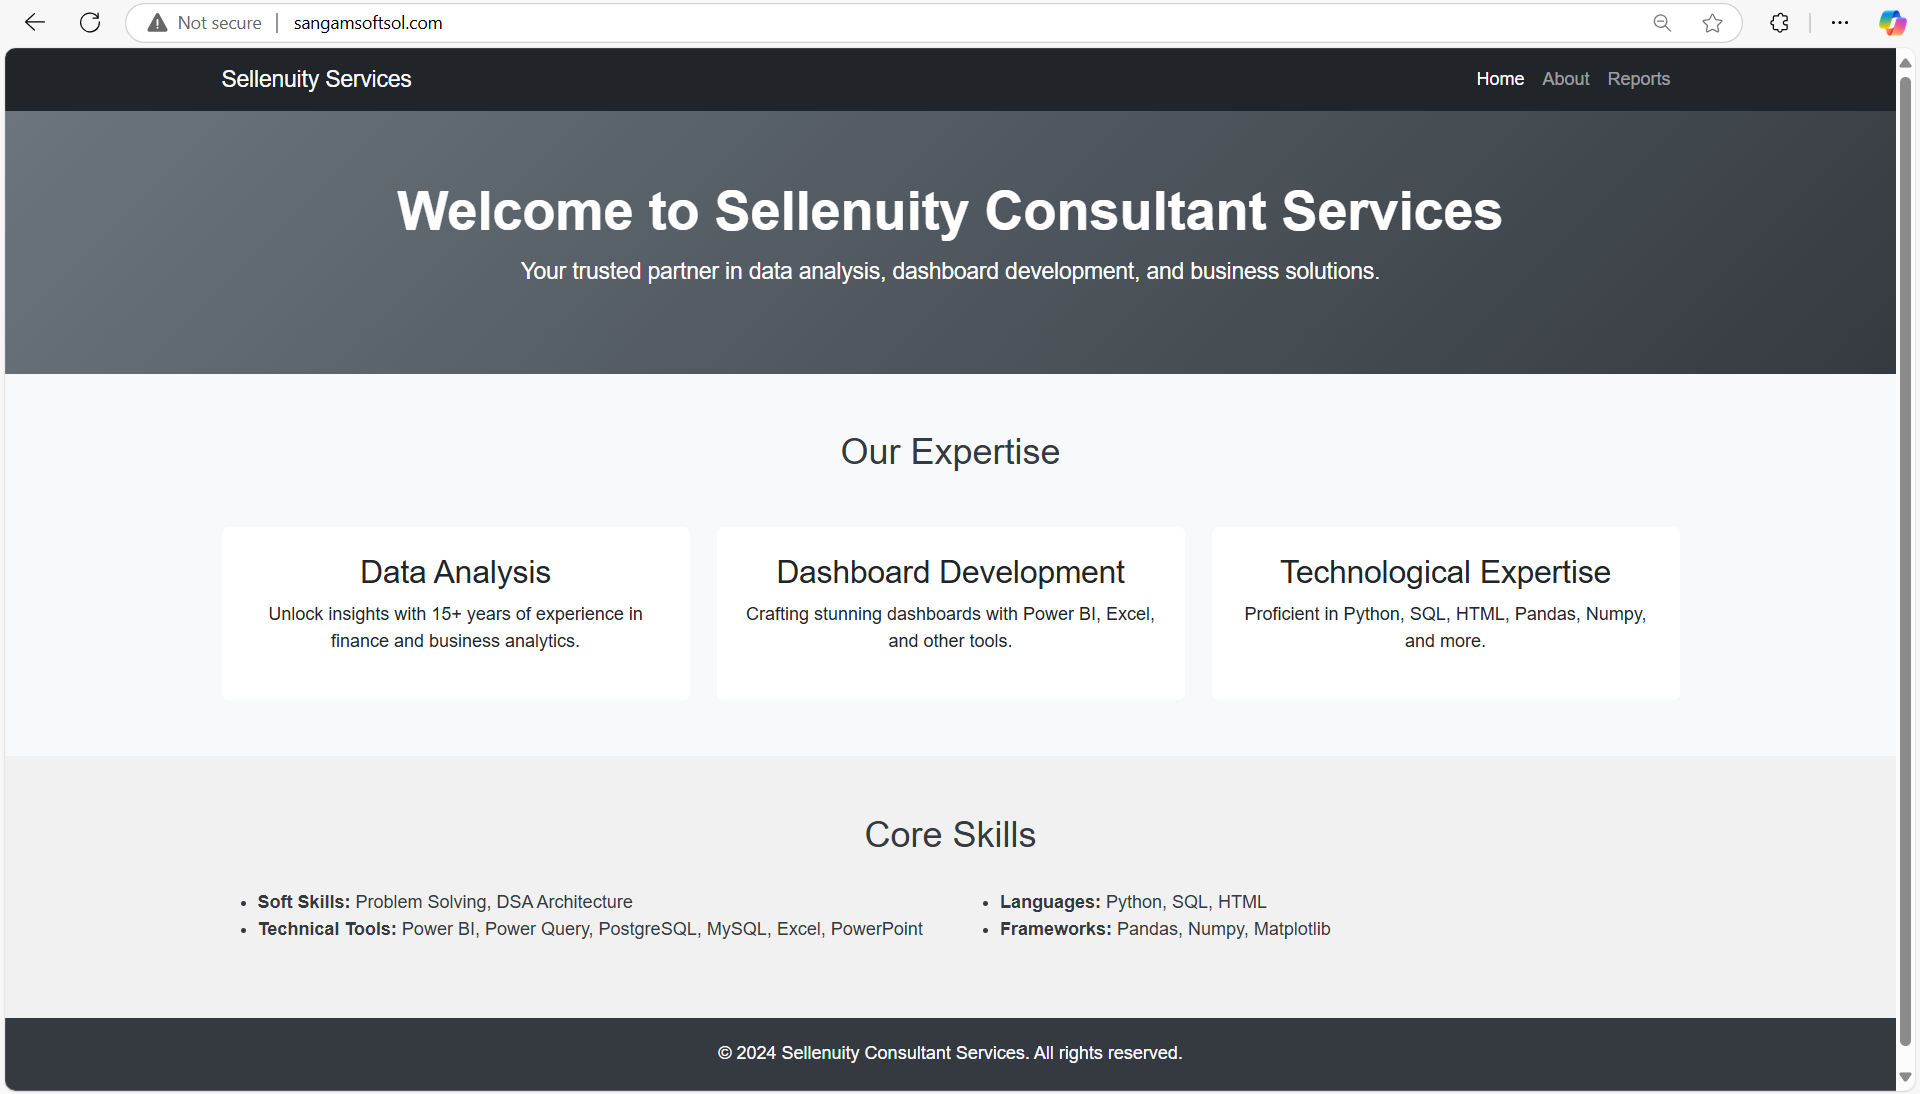 Not secure
sangamsoftsol.com
Sellenuity Services
Home About Reports
Welcome to Sellenuity Consultant Services
Your trusted partner in data analysis, dashboard development, and business solutions.
Our Expertise
Data Analysis
Unlock insights with 15+ years of experience in
finance and business analytics.
Dashboard Development
Crafting stunning dashboards with Power BI, Excel,
and other tools.
Technological Expertise
Proficient in Python, SQL, HTML, Pandas, Numpy,
and more.
Core Skills
• Soft Skills: Problem Solving, DSA Architecture
• Technical Tools: Power BI, Power Query, PostgreSQL, MySQL, Excel, PowerPoint
• Languages: Python, SQL, HTML
• Frameworks: Pandas, Numpy, Matplotlib
© 2024 Sellenuity Consultant Services. All rights reserved.